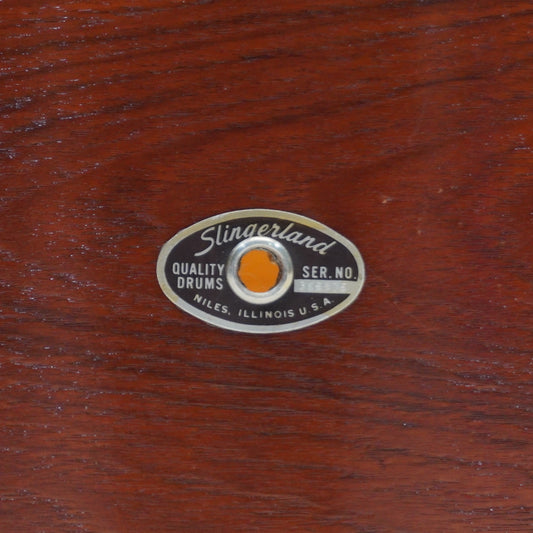 Slingerland
QUALITY
DRUMS
SER. NO.
NILES, ILLINOIS U.S.A.